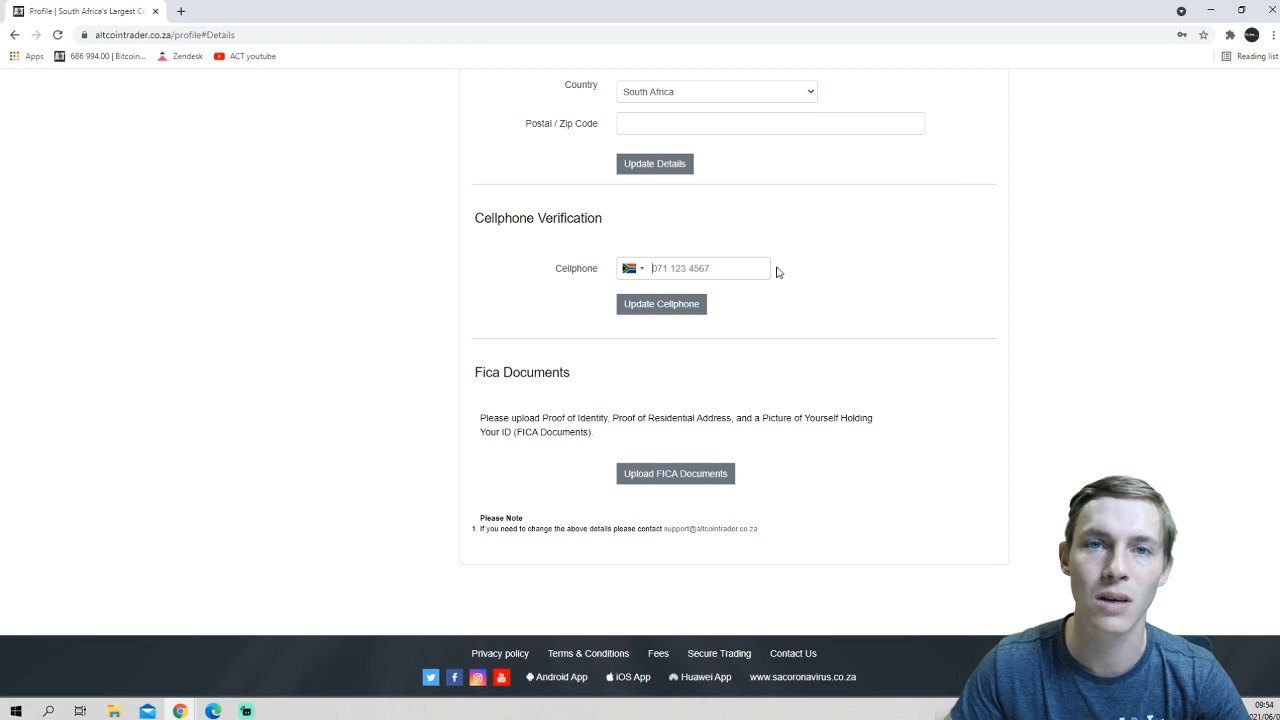 Profile | South Africa's Largest Cr
altcointrader.co.za/profile#Details
Apps
686 994.00 | Bitcoin...
Zendesk
ACT youtube
Reading list
Country
South Africa
Postal / Zip Code
Update Details
Cellphone Verification
Cellphone
071 123 4567
Update Cellphone
Fica Documents
Please upload Proof of Identity, Proof of Residential Address, and a Picture of Yourself Holding
Your ID (FICA Documents).
Upload FICA Documents
Please Note
1. If you need to change the above details please contact support@altcointrader.co.za
Privacy policy
Terms & Conditions
Fees
Secure Trading
Contact Us
Android App
iOS App
Huawei App
www.sacoronavirus.co.za
09:54